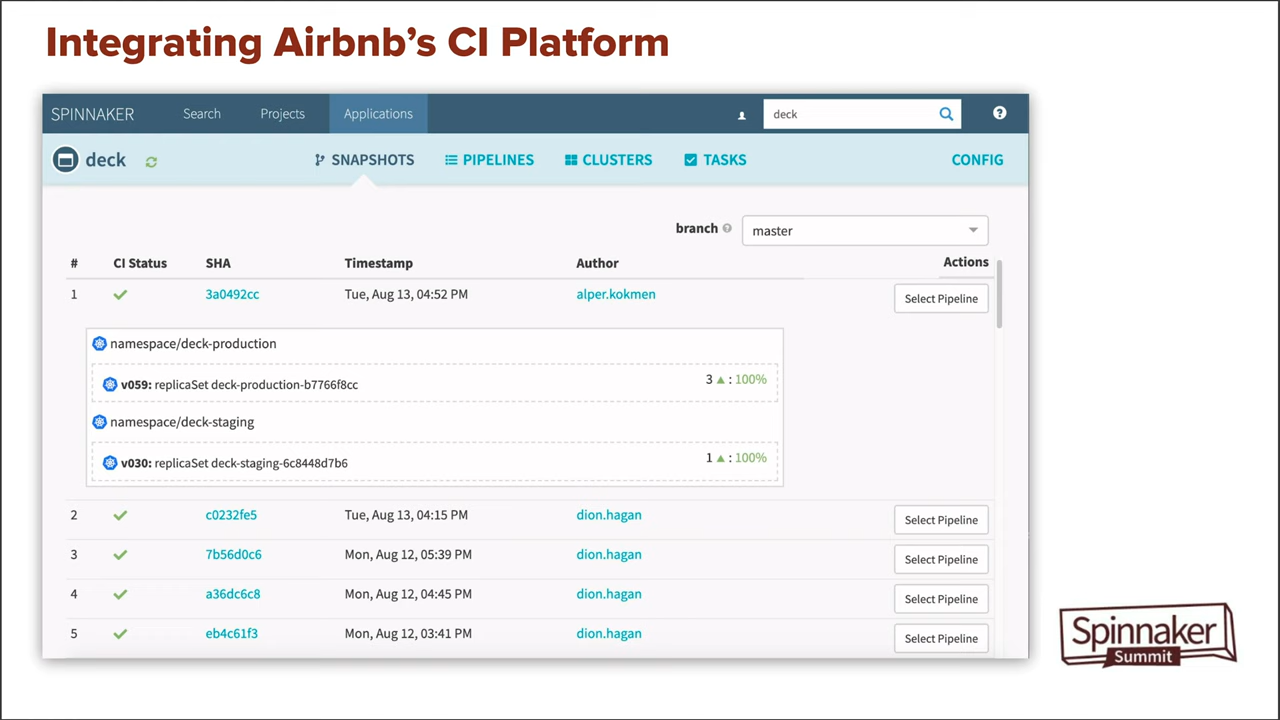 Integrating Airbnb's CI Platform
SPINNAKER Search Projects Applications deck ?
deck SNAPSHOTS PIPELINES CLUSTERS TASKS CONFIG
branch ? master
# CI Status SHA Timestamp Author Actions
1 3a0492cc Tue, Aug 13, 04:52 PM alper.kokmen Select Pipeline
namespace/deck-production
v059: replicaSet deck-production-b7766f8cc 3 ▲ : 100%
namespace/deck-staging
v030: replicaSet deck-staging-6c8448d7b6 1 ▲ : 100%
2 c0232fe5 Tue, Aug 13, 04:15 PM dion.hagan Select Pipeline
3 7b56d0c6 Mon, Aug 12, 05:39 PM dion.hagan Select Pipeline
4 a36dc6c8 Mon, Aug 12, 04:45 PM dion.hagan Select Pipeline
5 eb4c61f3 Mon, Aug 12, 03:41 PM dion.hagan Select Pipeline
Spinnaker
Summit